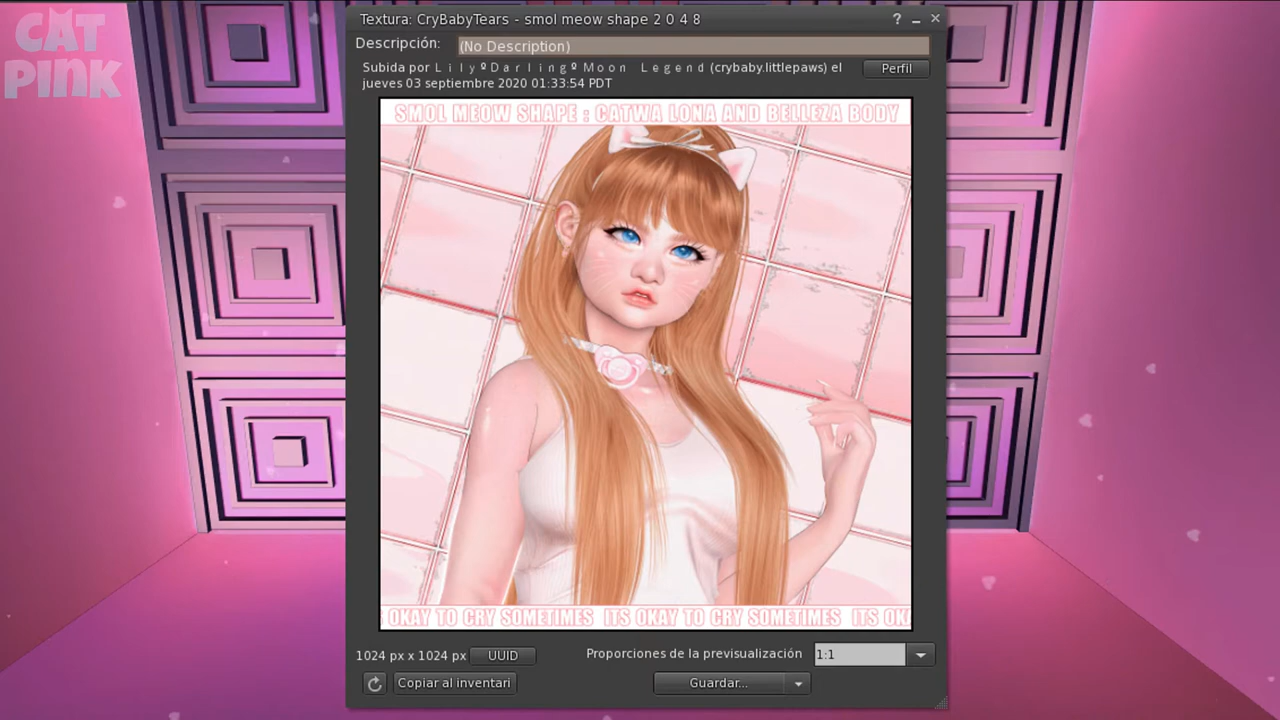 CAT
PINK
Textura: CryBabyTears - smol meow shape 2 0 4 8
Descripción: (No Description)
Subida por LilyºDarlingºMoon Legend (crybaby.littlepaws) el Perfil
jueves 03 septiembre 2020 01:33:54 PDT
SMOL MEOW SHAPE : CATWA LONA AND BELLEZA BODY
OKAY TO CRY SOMETIMES ITS OKAY TO CRY SOMETIMES ITS
1024 px x 1024 px UUID Proporciones de la previsualización 1:1
Copiar al inventari Guardar...